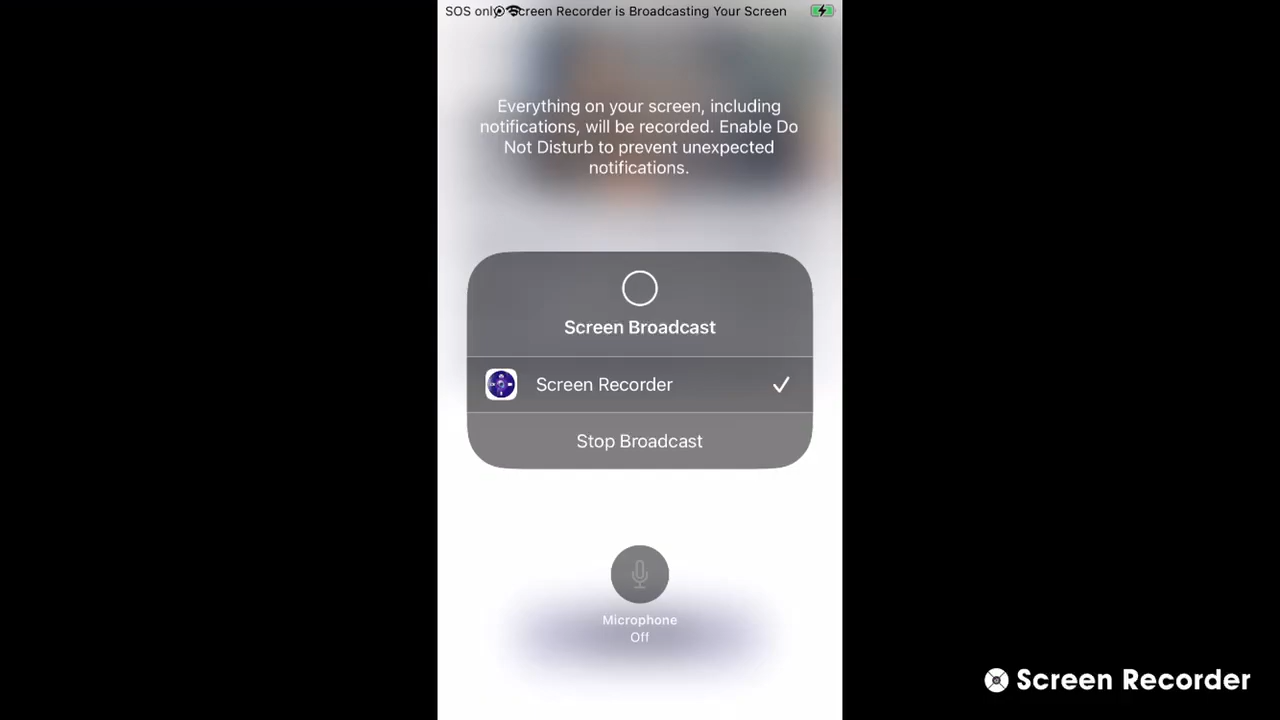 SOS only Screen Recorder is Broadcasting Your Screen
Everything on your screen, including
notifications, will be recorded. Enable Do
Not Disturb to prevent unexpected
notifications.
Screen Broadcast
Screen Recorder
Stop Broadcast
Microphone
Off
Screen Recorder